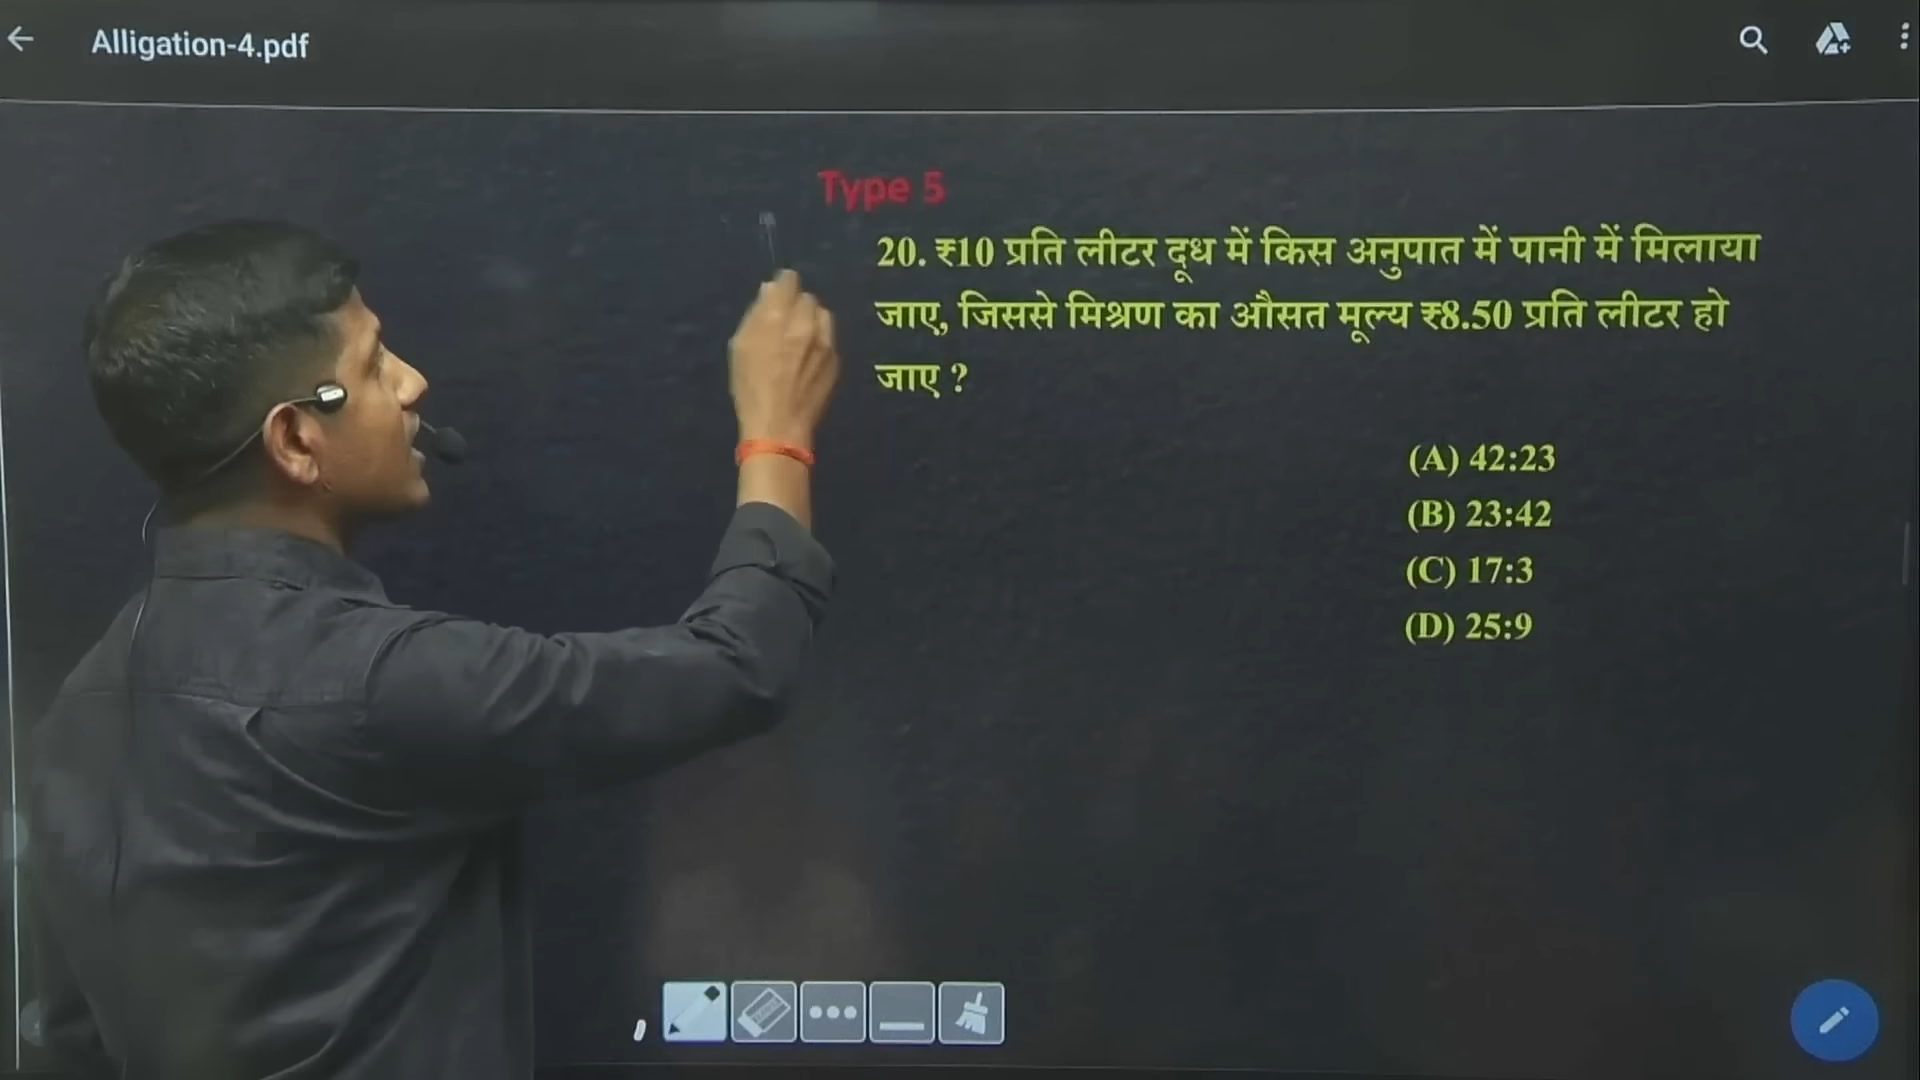 Alligation-4.pdf
Type 5
20. ₹10 प्रति लीटर दूध में किस अनुपात में पानी में मिलाया
जाए, जिससे मिश्रण का औसत मूल्य ₹8.50 प्रति लीटर हो
जाए ?
(A) 42:23
(B) 23:42
(C) 17:3
(D) 25:9